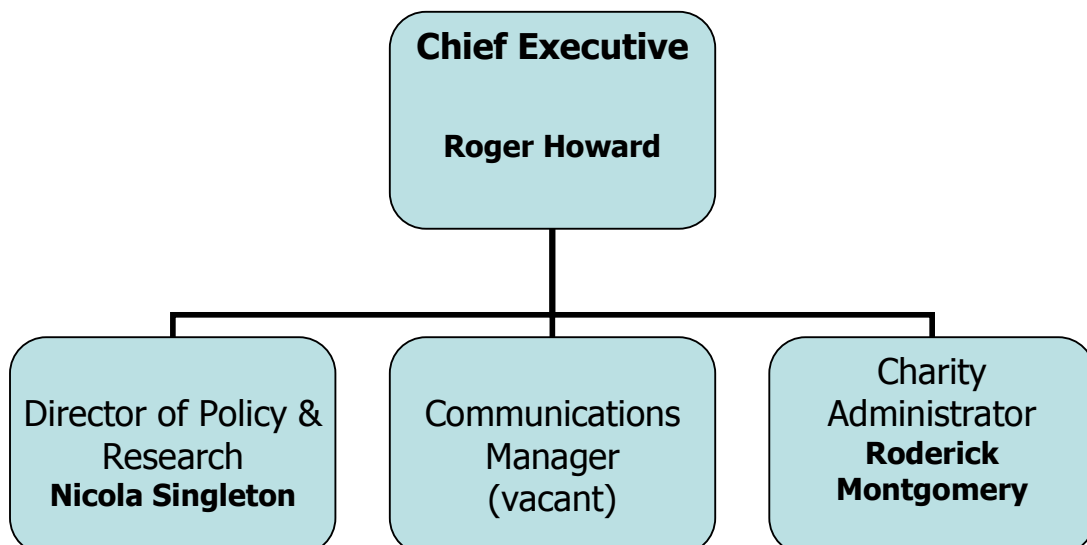 Chief Executive
Roger Howard
Director of Policy &
Research
Nicola Singleton
Communications
Manager
(vacant)
Charity
Administrator
Roderick
Montgomery